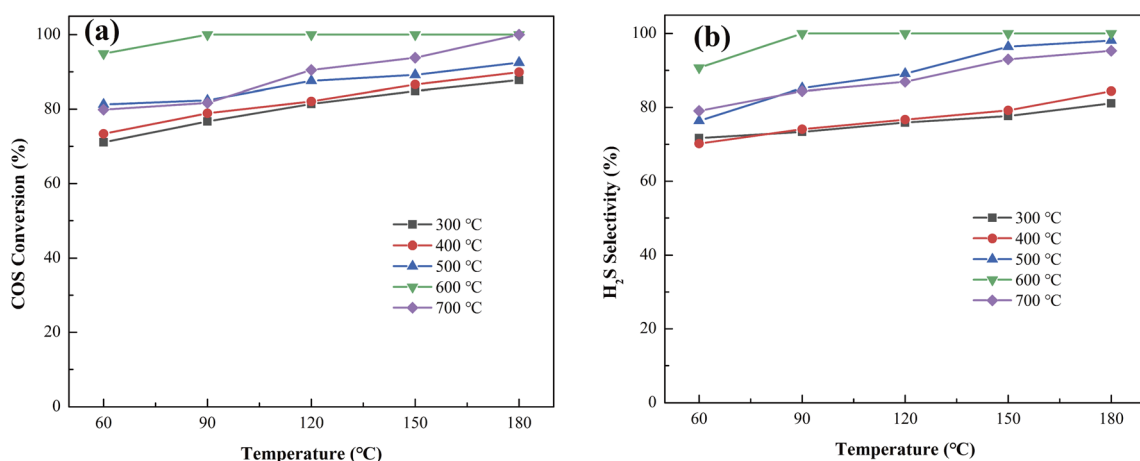 (a)
COS Conversion (%)
100
80
60
40
20
0
300 ℃
400 ℃
500 ℃
600 ℃
700 ℃
60 90 120 150 180
Temperature (℃)
(b)
H₂S Selectivity (%)
100
80
60
40
20
0
300 ℃
400 ℃
500 ℃
600 ℃
700 ℃
60 90 120 150 180
Temperature (℃)